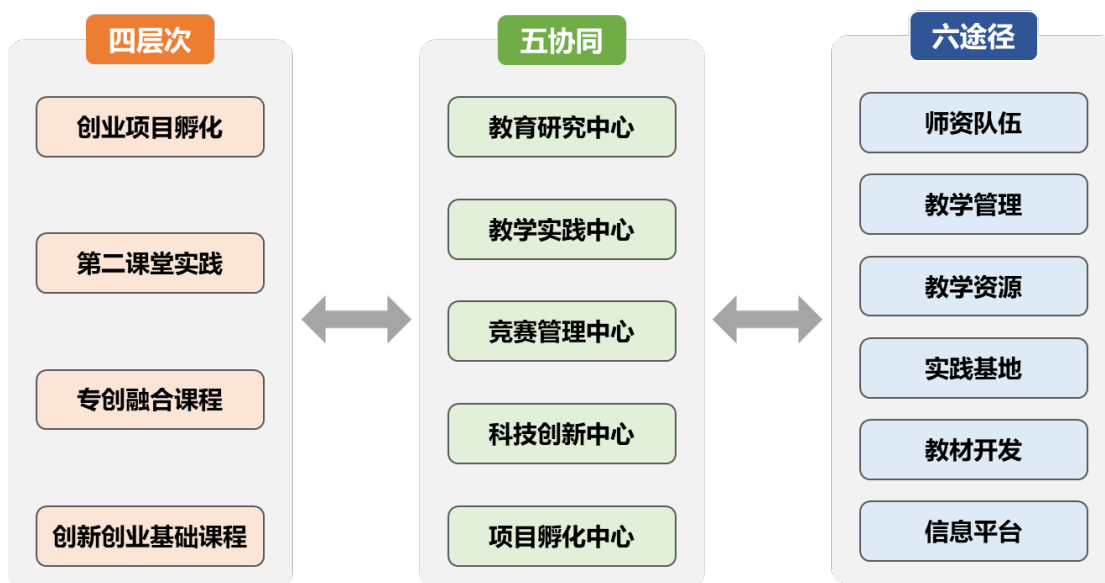 四层次
创业项目孵化
第二课堂实践
专创融合课程
创新创业基础课程
五协同
教育研究中心
教学实践中心
竞赛管理中心
科技创新中心
项目孵化中心
六途径
师资队伍
教学管理
教学资源
实践基地
教材开发
信息平台